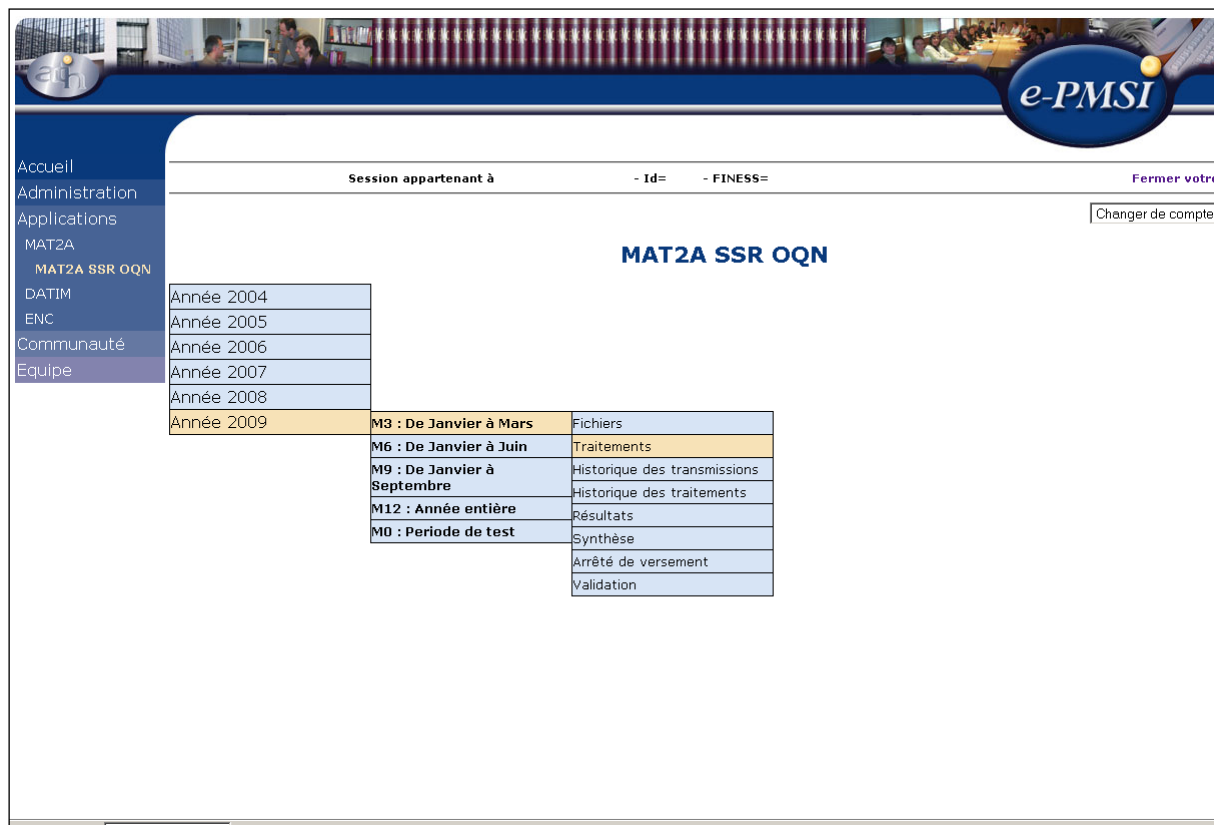 atih
e-PMSI
Accueil
Administration
Applications
MAT2A
MAT2A SSR OQN
DATIM
ENC
Communauté
Equipe
Session appartenant à - Id= - FINESS=
Fermer votre
Changer de compte
MAT2A SSR OQN
Année 2004
Année 2005
Année 2006
Année 2007
Année 2008
Année 2009
M3 : De Janvier à Mars
M6 : De Janvier à Juin
M9 : De Janvier à
Septembre
M12 : Année entière
M0 : Periode de test
Fichiers
Traitements
Historique des transmissions
Historique des traitements
Résultats
Synthèse
Arrêté de versement
Validation